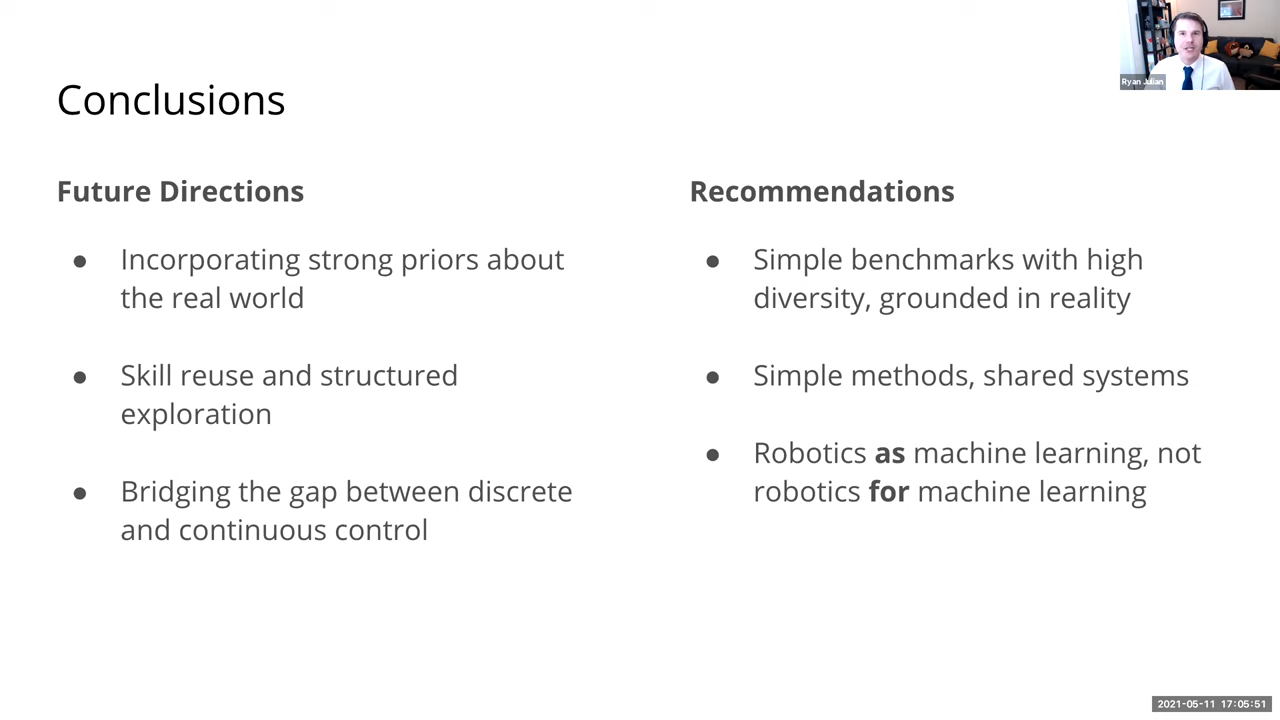 Ryan Julian
Conclusions
Future Directions
● Incorporating strong priors about
the real world
● Skill reuse and structured
exploration
● Bridging the gap between discrete
and continuous control
Recommendations
● Simple benchmarks with high
diversity, grounded in reality
● Simple methods, shared systems
● Robotics as machine learning, not
robotics for machine learning
2021-05-11 17:05:51